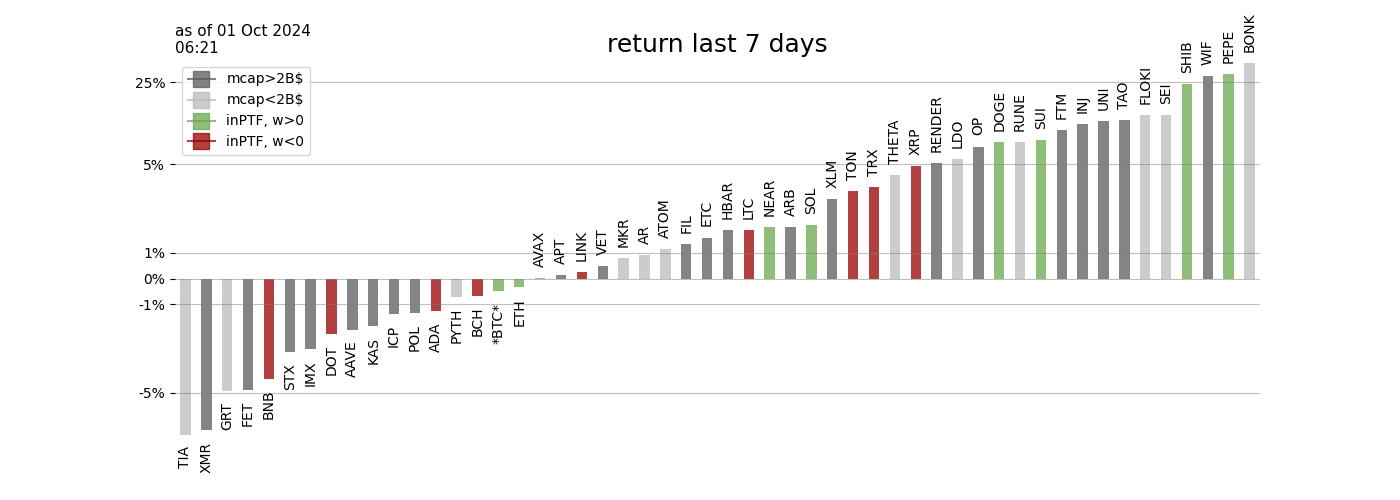 as of 01 Oct 2024
06:21
return last 7 days
mcap>2B$
mcap<2B$
inPTF, w>0
inPTF, w<0
25%
5%
1%
0%
-1%
-5%
TIA
XMR
GRT
FET
BNB
STX
IMX
DOT
AAVE
KAS
ICP
POL
ADA
PYTH
BCH
*BTC*
ETH
AVAX
APT
LINK
VET
MKR
AR
ATOM
FIL
ETC
HBAR
LTC
NEAR
ARB
SOL
XLM
TON
TRX
THETA
XRP
RENDER
LDO
OP
DOGE
RUNE
SUI
FTM
INJ
UNI
TAO
FLOKI
SEI
SHIB
WIF
PEPE
BONK